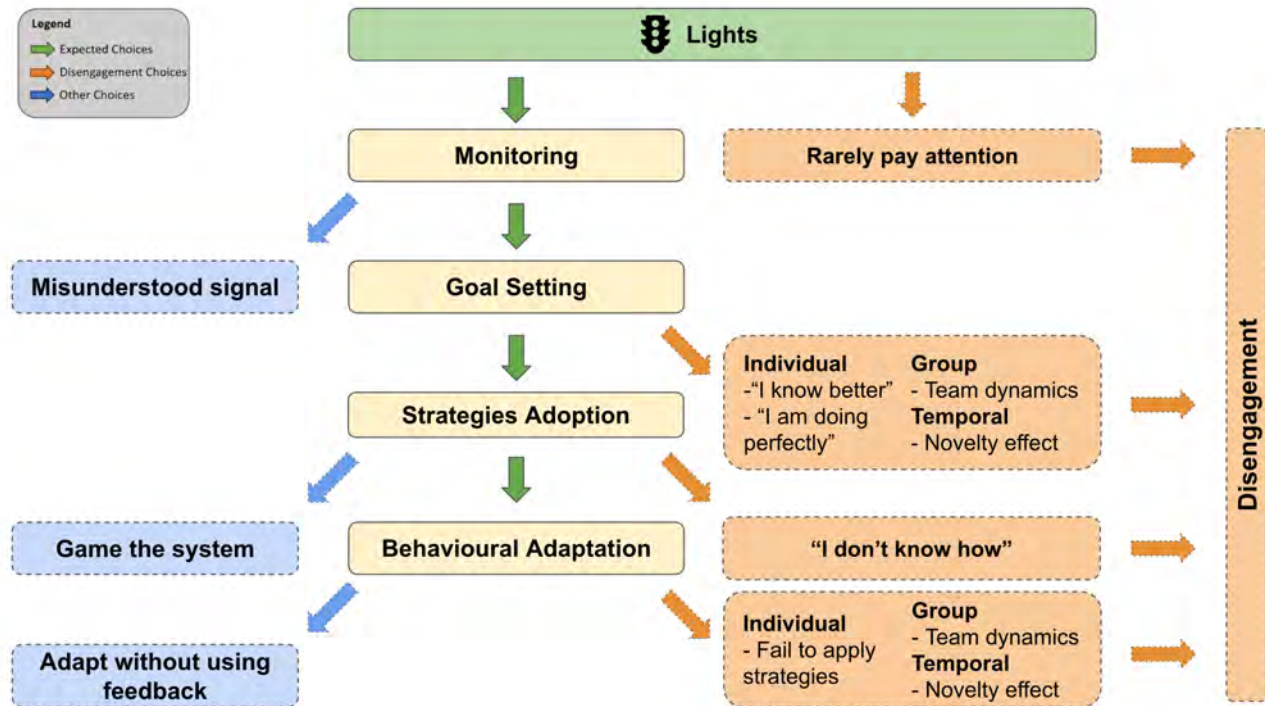 Legend
Expected Choices
Disengagement Choices
Other Choices
Lights
Monitoring
Rarely pay attention
Misunderstood signal
Goal Setting
Individual
-“I know better”
- “I am doing
perfectly”
Group
- Team dynamics
Temporal
- Novelty effect
Strategies Adoption
Game the system
Behavioural Adaptation
“I don’t know how”
Adapt without using
feedback
Individual
- Fail to apply
strategies
Group
- Team dynamics
Temporal
- Novelty effect
Disengagement